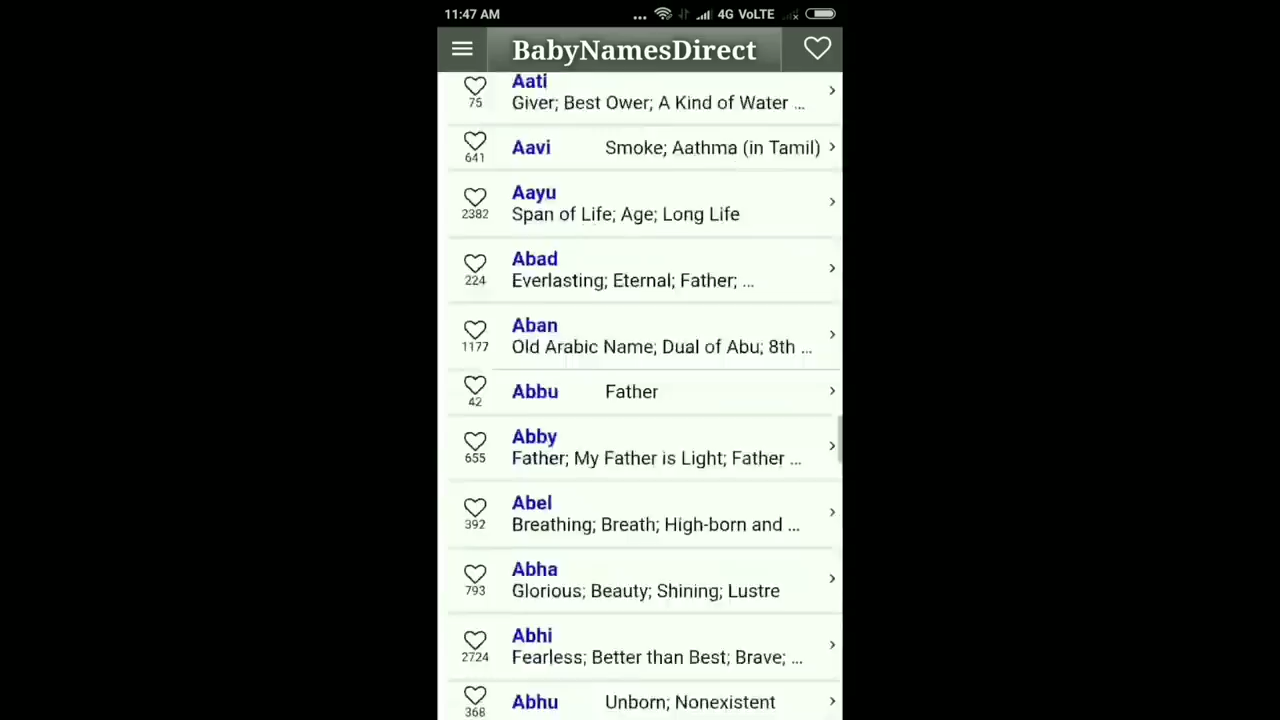 11:47 AM ... 4G VoLTE
BabyNamesDirect
Aati
75
Giver; Best Ower; A Kind of Water ...
Aavi Smoke; Aathma (in Tamil)
641
Aayu
2382
Span of Life; Age; Long Life
Abad
224
Everlasting; Eternal; Father; ...
Aban
1177
Old Arabic Name; Dual of Abu; 8th ...
Abbu Father
42
Abby
655
Father; My Father is Light; Father ...
Abel
392
Breathing; Breath; High-born and ...
Abha
793
Glorious; Beauty; Shining; Lustre
Abhi
2724
Fearless; Better than Best; Brave; ...
Abhu Unborn; Nonexistent
368